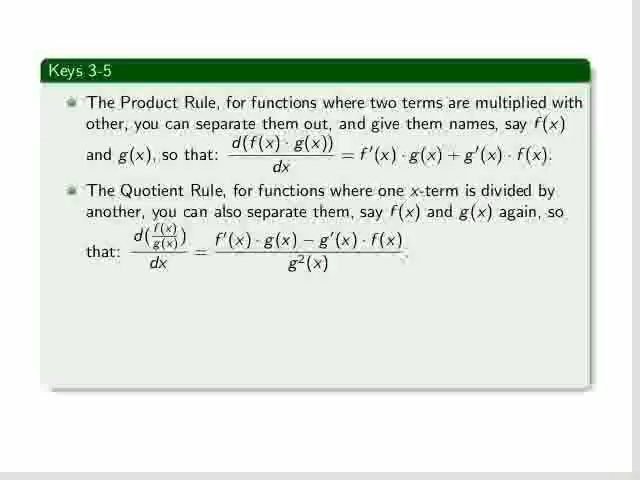 Keys 3-5
The Product Rule, for functions where two terms are multiplied with
other, you can separate them out, and give them names, say f(x)
and g(x), so that: d(f(x) · g(x))/dx = f′(x) · g(x) + g′(x) · f(x).
The Quotient Rule, for functions where one x-term is divided by
another, you can also separate them, say f(x) and g(x) again, so
that: d(f(x)/g(x))/dx = (f′(x) · g(x) − g′(x) · f(x))/g²(x).